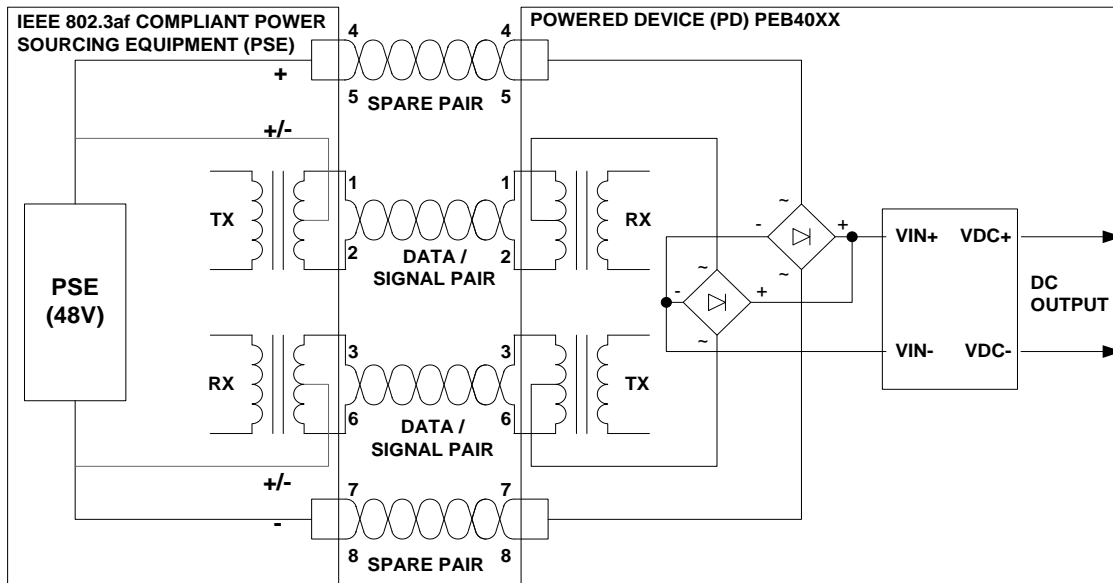 IEEE 802.3af COMPLIANT POWER
SOURCING EQUIPMENT (PSE)
POWERED DEVICE (PD) PEB40XX
4
4
+
5
SPARE PAIR
5
+/-
1
1
TX
RX
2
DATA /
SIGNAL PAIR
2
~
-
+
~
~
-
+
~
VIN+
VDC+
DC
OUTPUT
VIN-
VDC-
PSE
(48V)
3
3
RX
TX
6
DATA /
SIGNAL PAIR
6
+/-
7
7
-
8
SPARE PAIR
8